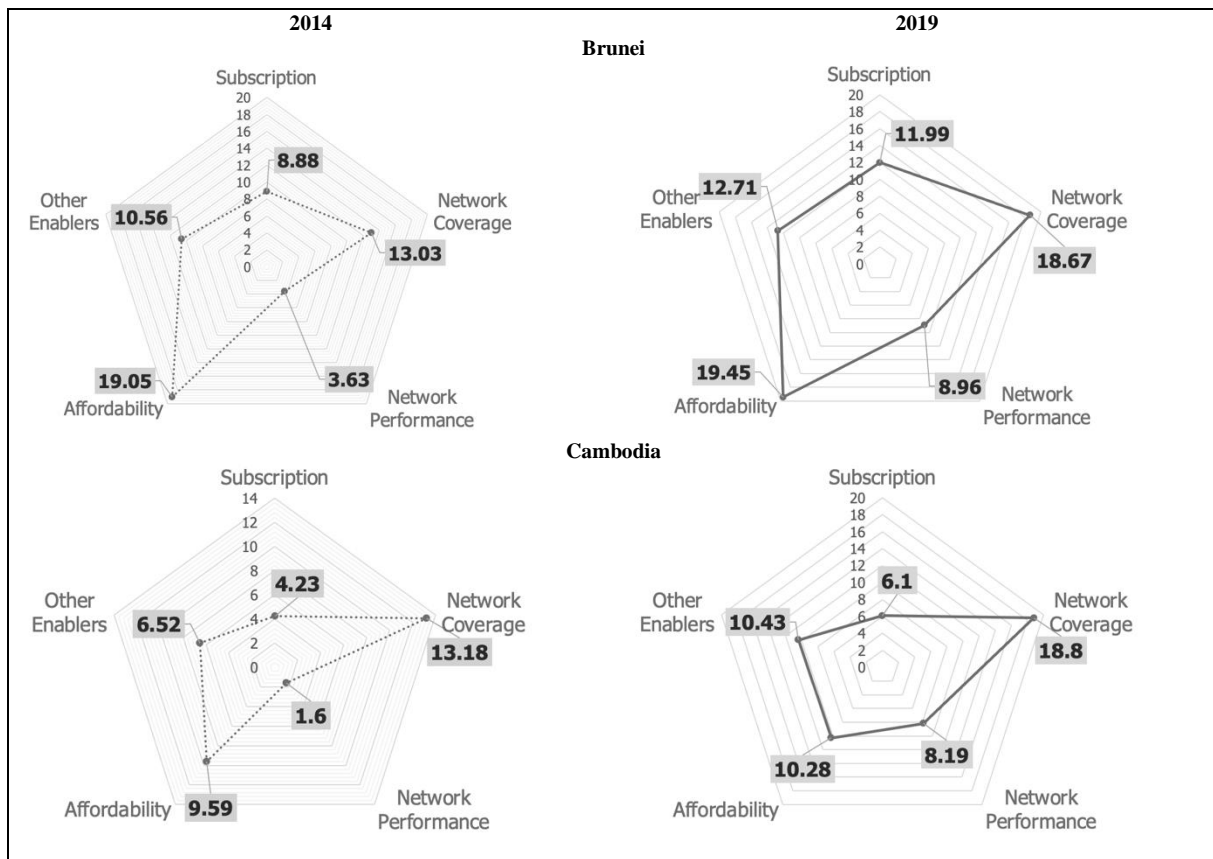 2014
2019
Brunei
Subscription
20
18
16
14
12
10
8
6
4
2
0
8.88
Network
Coverage
13.03
Network
Performance
3.63
Affordability
19.05
Other
Enablers
10.56
Subscription
20
18
16
14
12
10
8
6
4
2
0
11.99
Network
Coverage
18.67
Network
Performance
8.96
Affordability
19.45
Other
Enablers
12.71
Cambodia
Subscription
14
12
10
8
6
4
2
0
4.23
Network
Coverage
13.18
Network
Performance
1.6
Affordability
9.59
Other
Enablers
6.52
Subscription
20
18
16
14
12
10
8
6
4
2
0
6.1
Network
Coverage
18.8
Network
Performance
8.19
Affordability
10.28
Other
Enablers
10.43